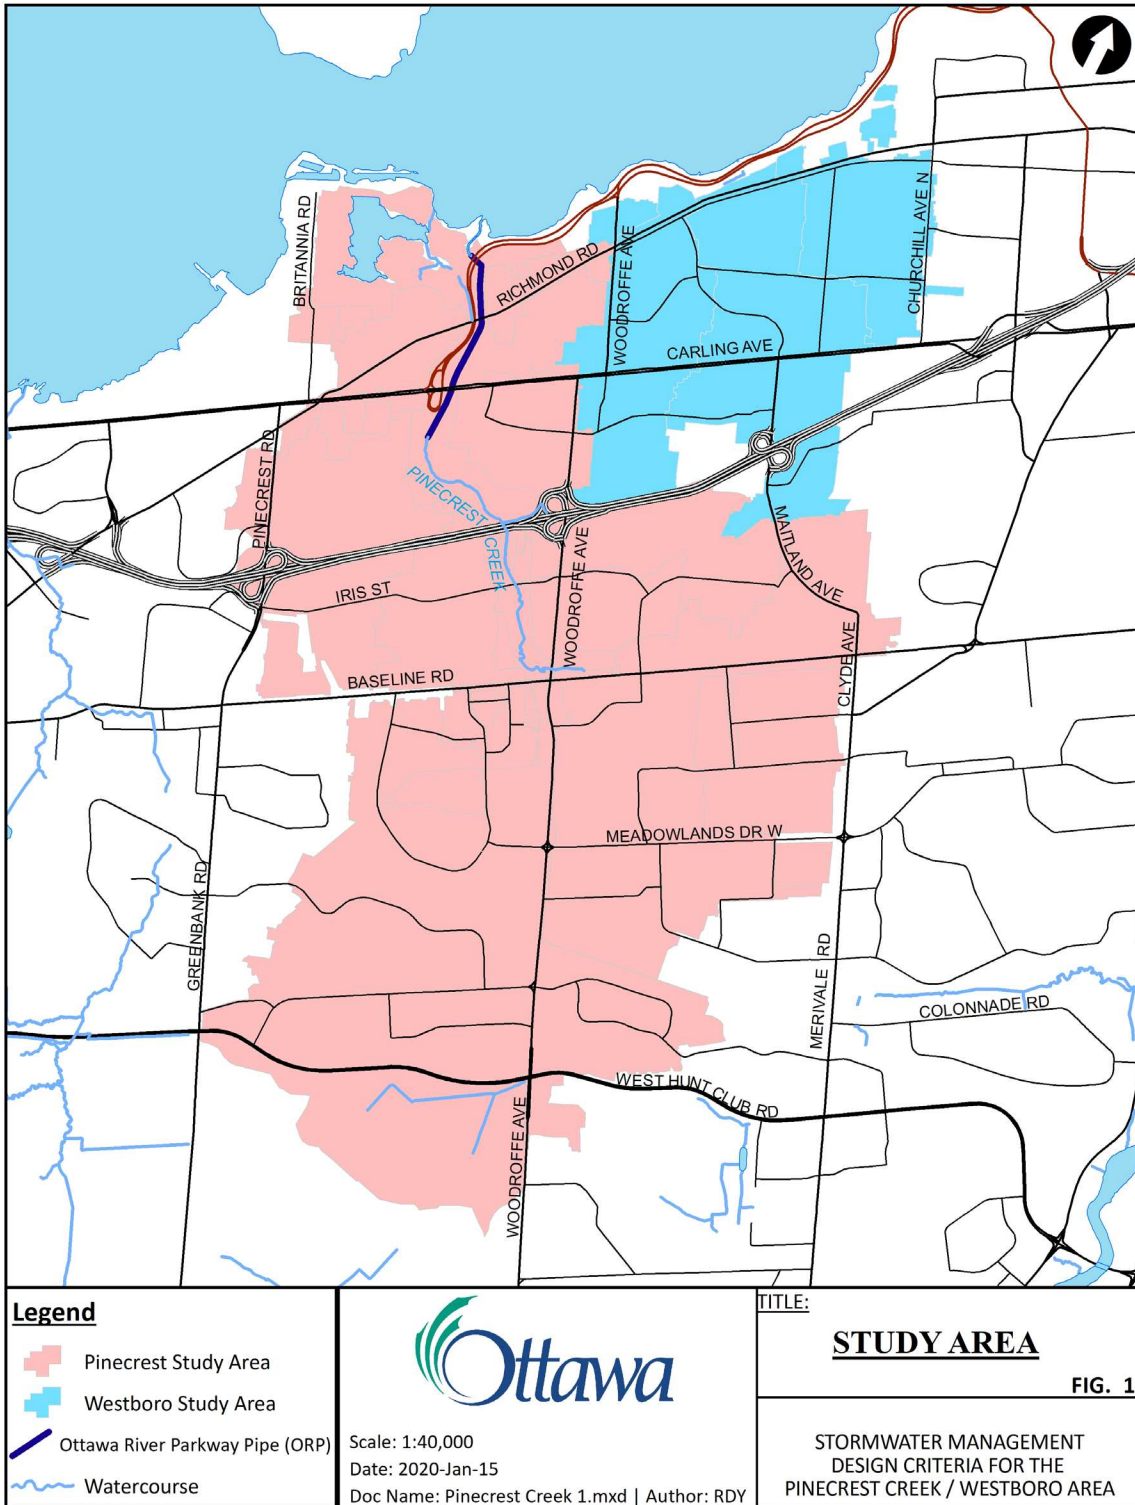 BRITANNIA RD
RICHMOND RD
WOODROFFE AVE
CHURCHILL AVE N
CARLING AVE
PINECREST RD
PINECREST
CREEK
WOODROFFE AVE
MAITLAND AVE
IRIS ST
BASELINE RD
CLYDE AVE
MEADOWLANDS DR W
GREENBANK RD
MERIVALE RD
COLONNADE RD
WEST HUNT CLUB RD
WOODROFFE AVE
Legend
Pinecrest Study Area
Westboro Study Area
Ottawa River Parkway Pipe (ORP)
Watercourse
Ottawa
Scale: 1:40,000
Date: 2020-Jan-15
Doc Name: Pinecrest Creek 1.mxd | Author: RDY
TITLE:
STUDY AREA
FIG. 1
STORMWATER MANAGEMENT
DESIGN CRITERIA FOR THE
PINECREST CREEK / WESTBORO AREA